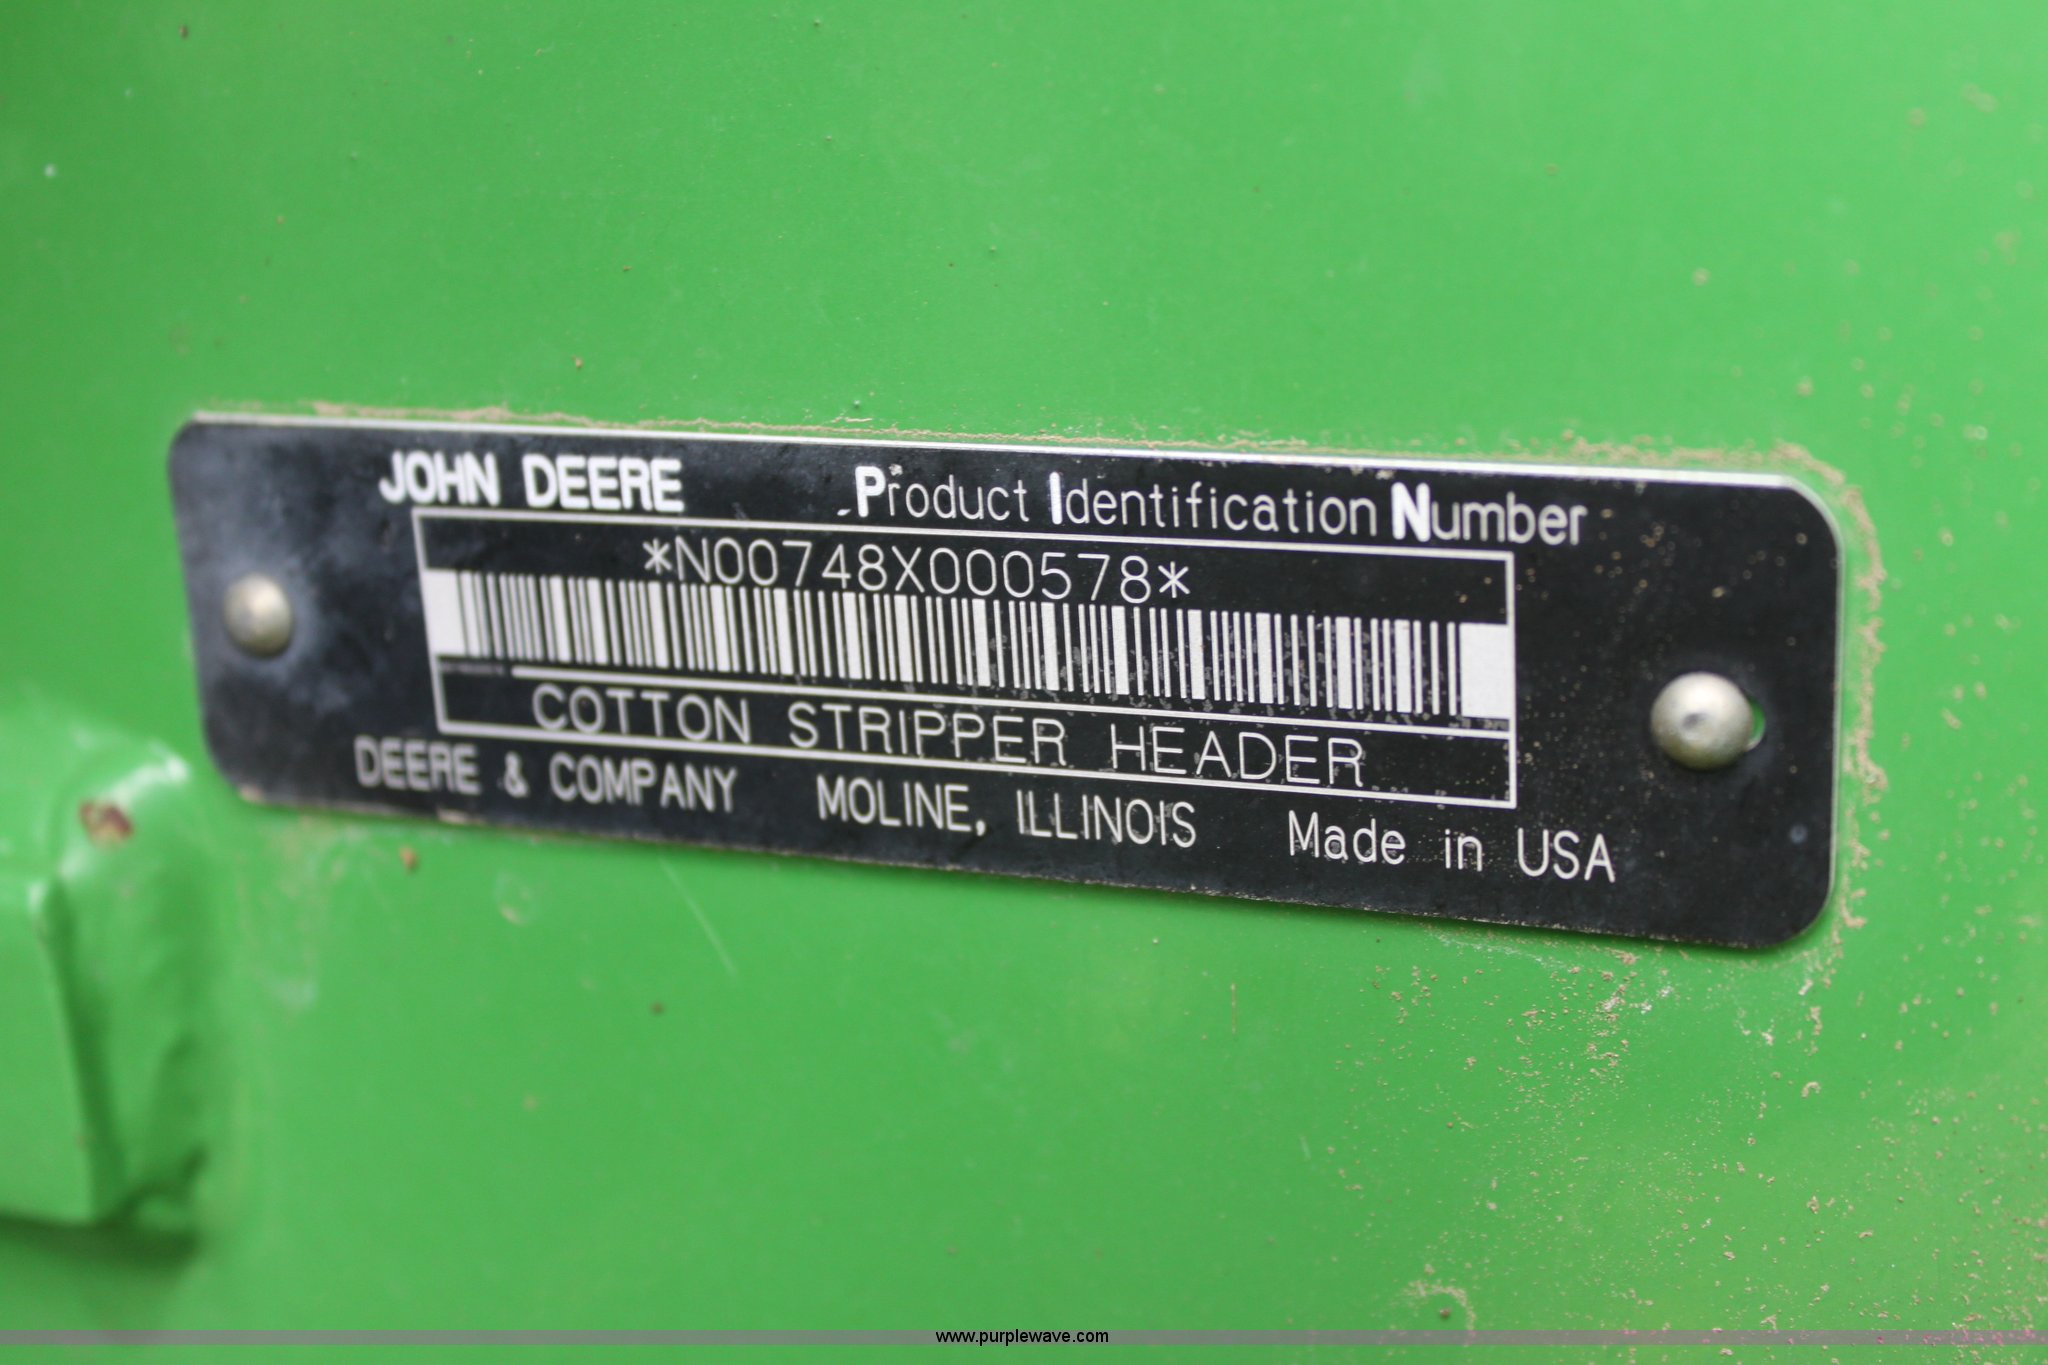 JOHN DEERE Product Identification Number
*N00748X000578*
COTTON STRIPPER HEADER
DEERE & COMPANY MOLINE, ILLINOIS Made in USA
www.purplewave.com